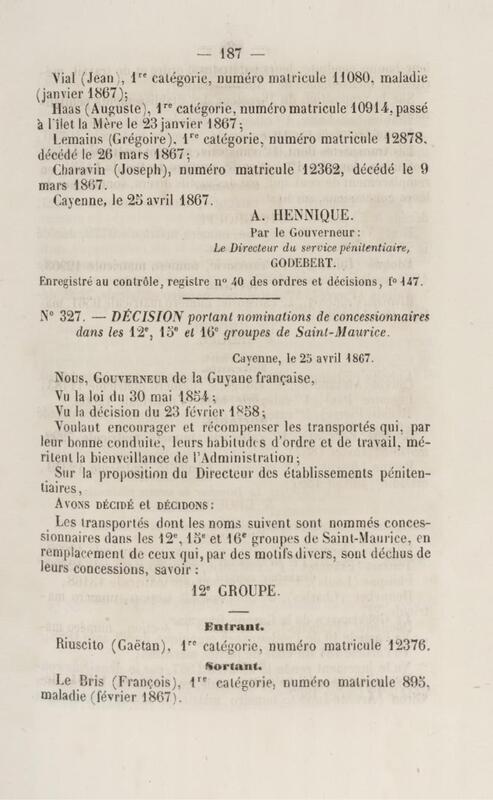 — 187 —
Vial (Jean), 1re catégorie, numéro matricule 11080, maladie
(janvier 1867);
Haas (Auguste), 1re catégorie, numéro matricule 10914, passé
à l'îlet la Mère le 23 janvier 1867;
Lemains (Grégoire), 1re catégorie, numéro matricule 12878,
décédé le 26 mars 1867;
Charavin (Joseph), numéro matricule 12362, décédé le 9
mars 1867.
Cayenne, le 25 avril 1867.
A. HENNIQUE.
Par le Gouverneur:
Le Directeur du service pénitentiaire,
GODEBERT.
Enregistré au contrôle, registre no 40 des ordres et décisions, fo 147.
No 327. — DÉCISION portant nominations de concessionnaires
dans les 12e, 15e et 16e groupes de Saint-Maurice.
Cayenne, le 25 avril 1867.
Nous, Gouverneur de la Guyane française,
Vu la loi du 30 mai 1854;
Vu la décision du 23 février 1858;
Voulant encourager et récompenser les transportés qui, par
leur bonne conduite, leurs habitudes d'ordre et de travail, mé-
ritent la bienveillance de l'Administration;
Sur la proposition du Directeur des établissements péniten-
tiaires,
Avons décidé et décidons:
Les transportés dont les noms suivent sont nommés conces-
sionnaires dans les 12e, 15e et 16e groupes de Saint-Maurice, en
remplacement de ceux qui, par des motifs divers, sont déchus de
leurs concessions, savoir:
12e GROUPE.
Entrant.
Riuscito (Gaëtan), 1re catégorie, numéro matricule 12376.
Sortant.
Le Bris (François), 1re catégorie, numéro matricule 895,
maladie (février 1867).